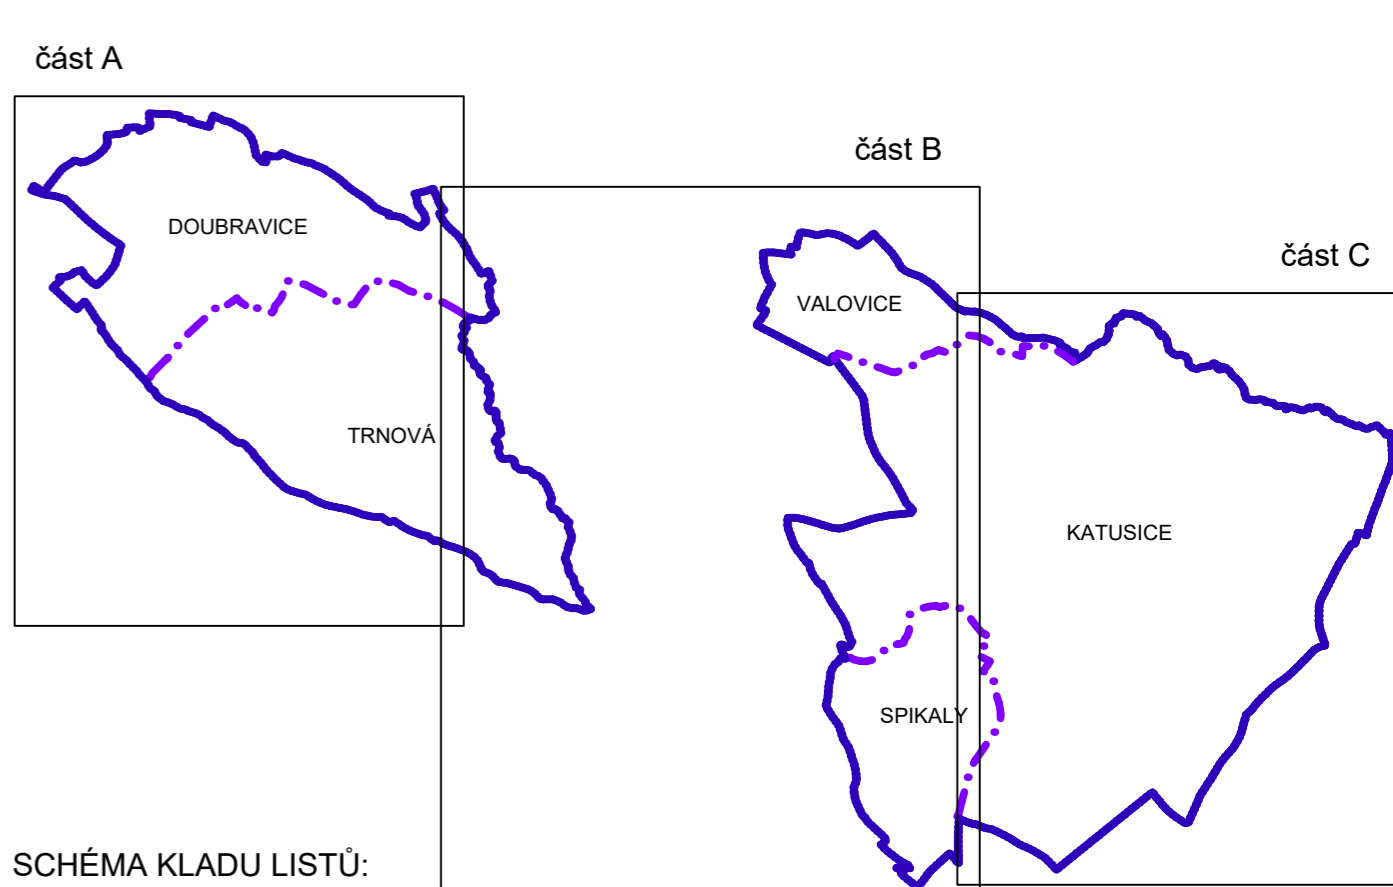 část A
část B
DOUBRAVICE
část C
VALOVICE
TRNOVÁ
KATUSICE
SPIKALY
SCHÉMA KLADU LISTŮ: